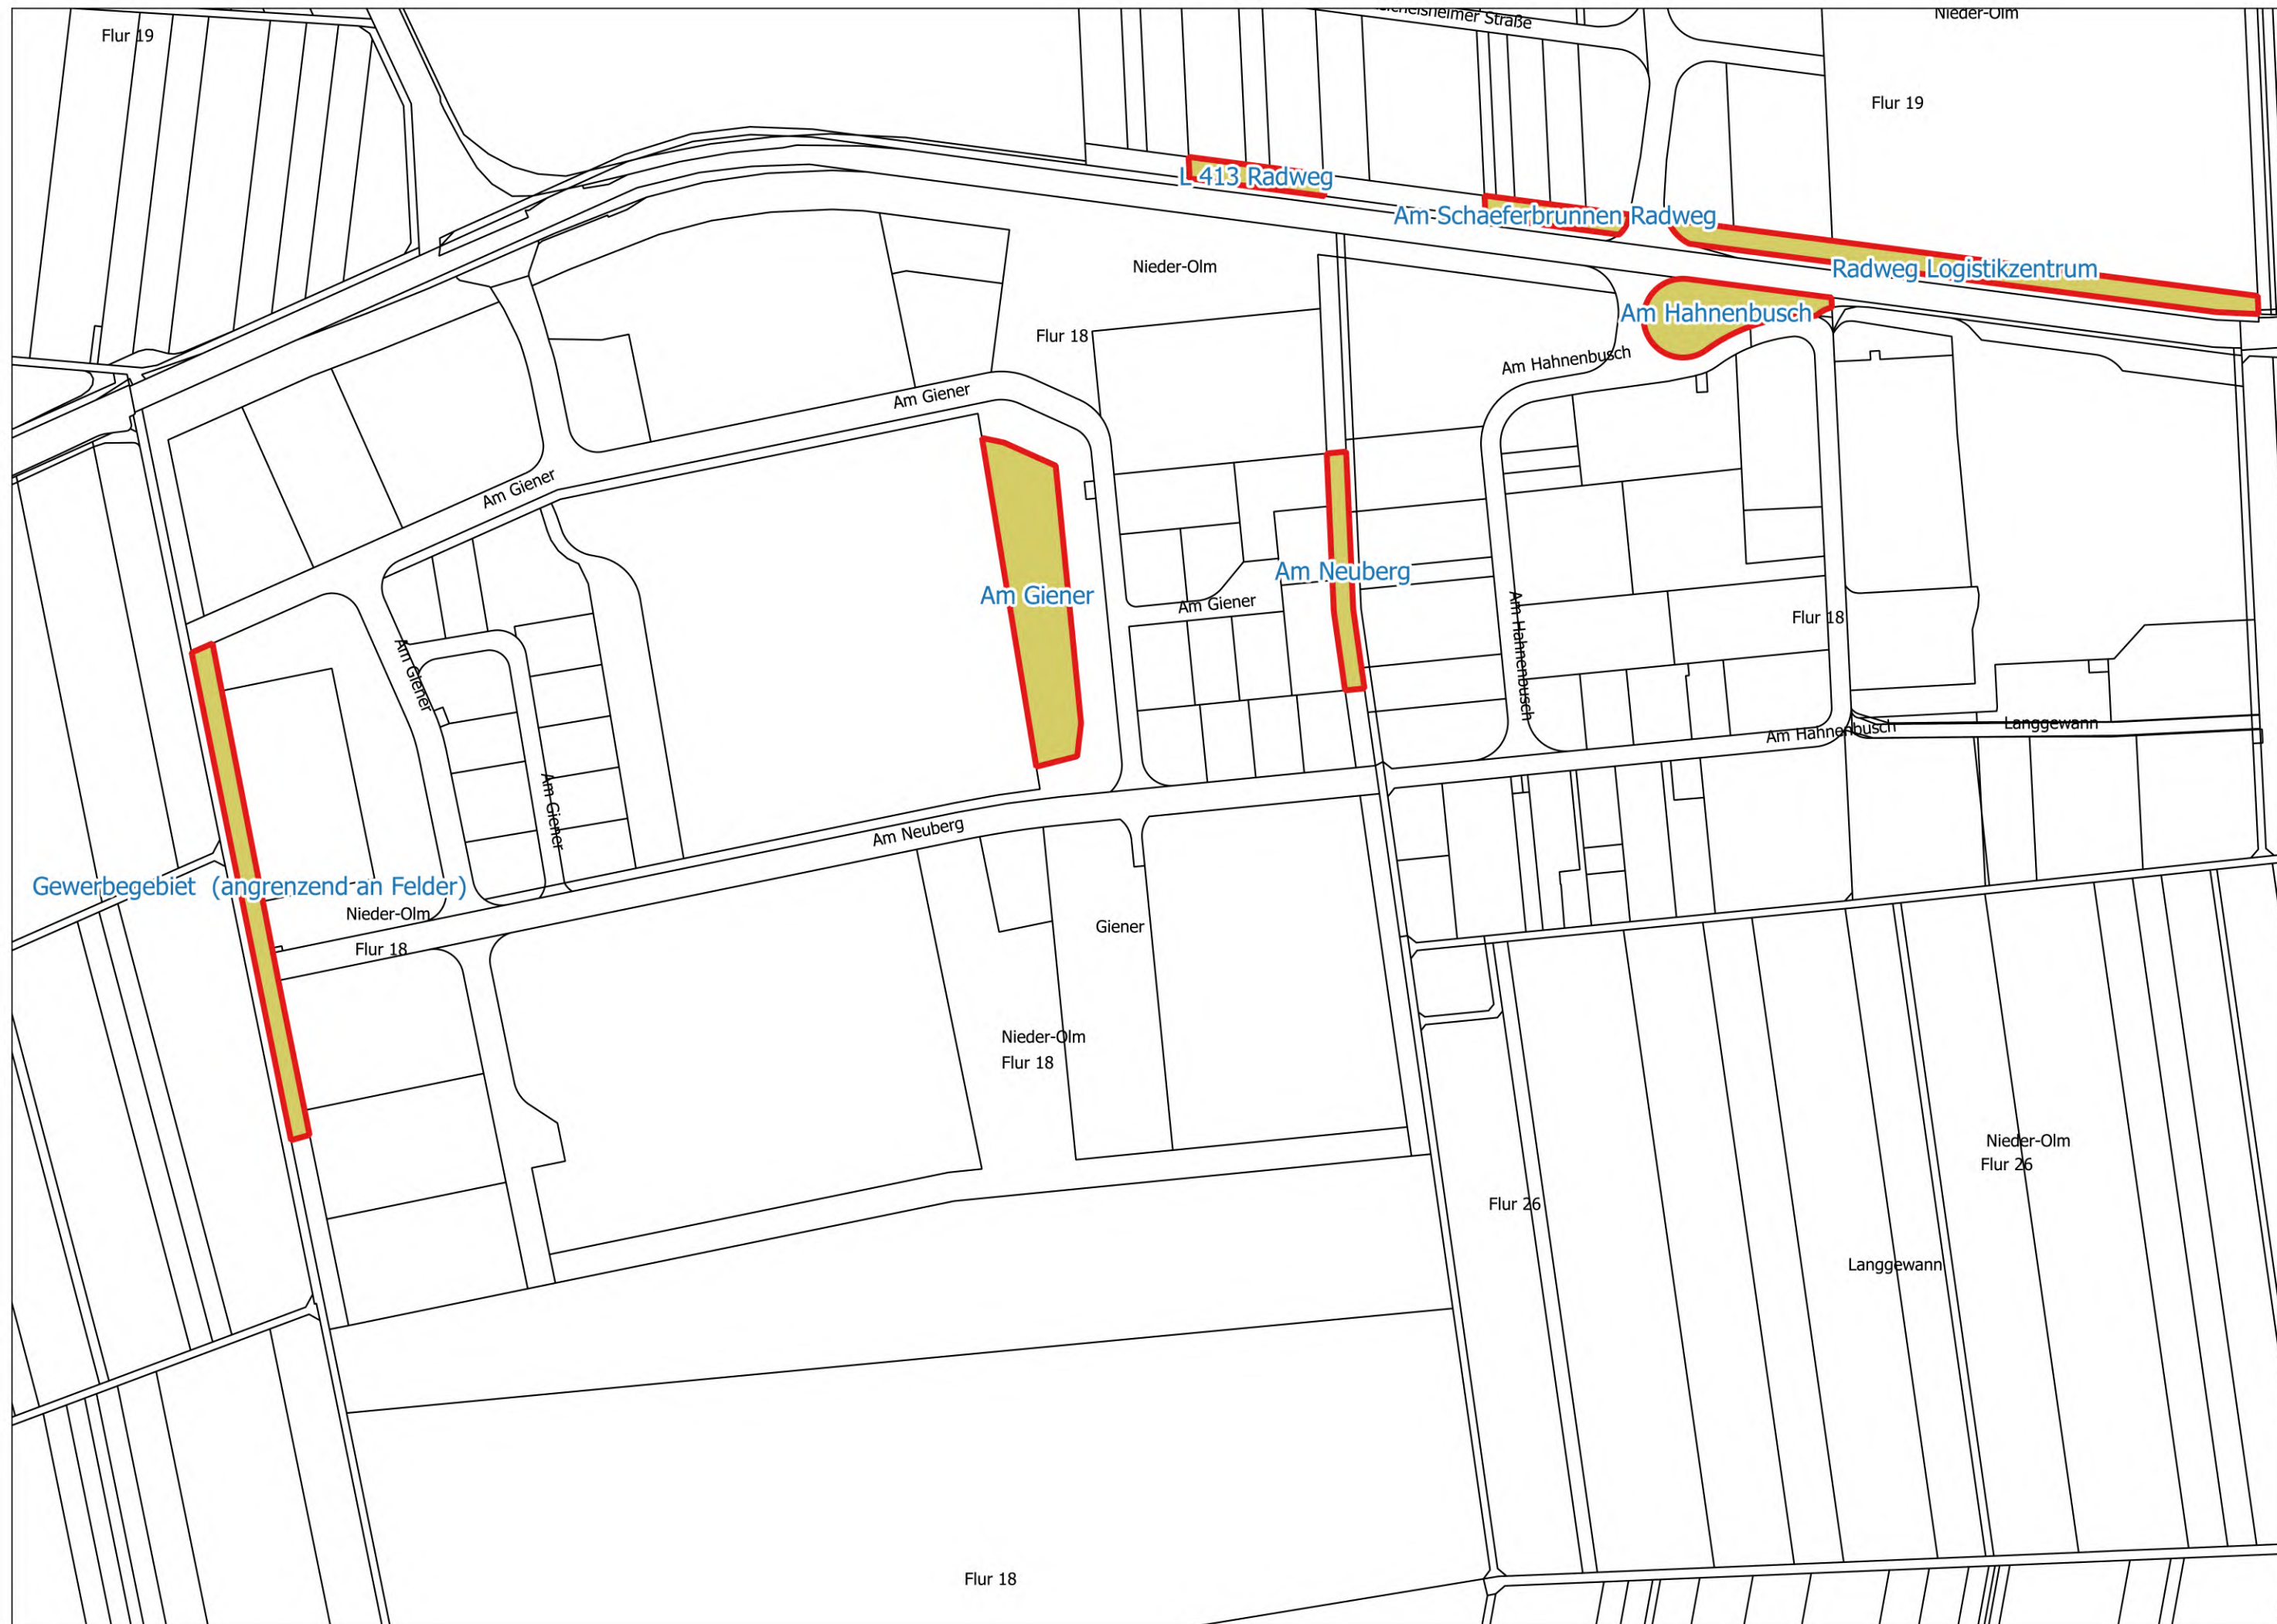 Nieder-Olm
Straße
Flur 19
Flur 19
L 413 Radweg
Am Schaeferbrunnen Radweg
Nieder-Olm
Radweg Logistikzentrum
Am Hahnenbusch
Flur 18
Am Hahnenbusch
Am Giener
Am Giener
Am Neuberg
Am Giener
Am Giener
Flur 18
Am Hahnenbusch
Am Giener
Langgewann
Am Hahnenbusch
Am Giener
Am Neuberg
Gewerbegebiet (angrenzend an Felder)
Nieder-Olm
Giener
Flur 18
Nieder-Olm
Flur 18
Nieder-Olm
Flur 26
Flur 26
Langgewann
Flur 18